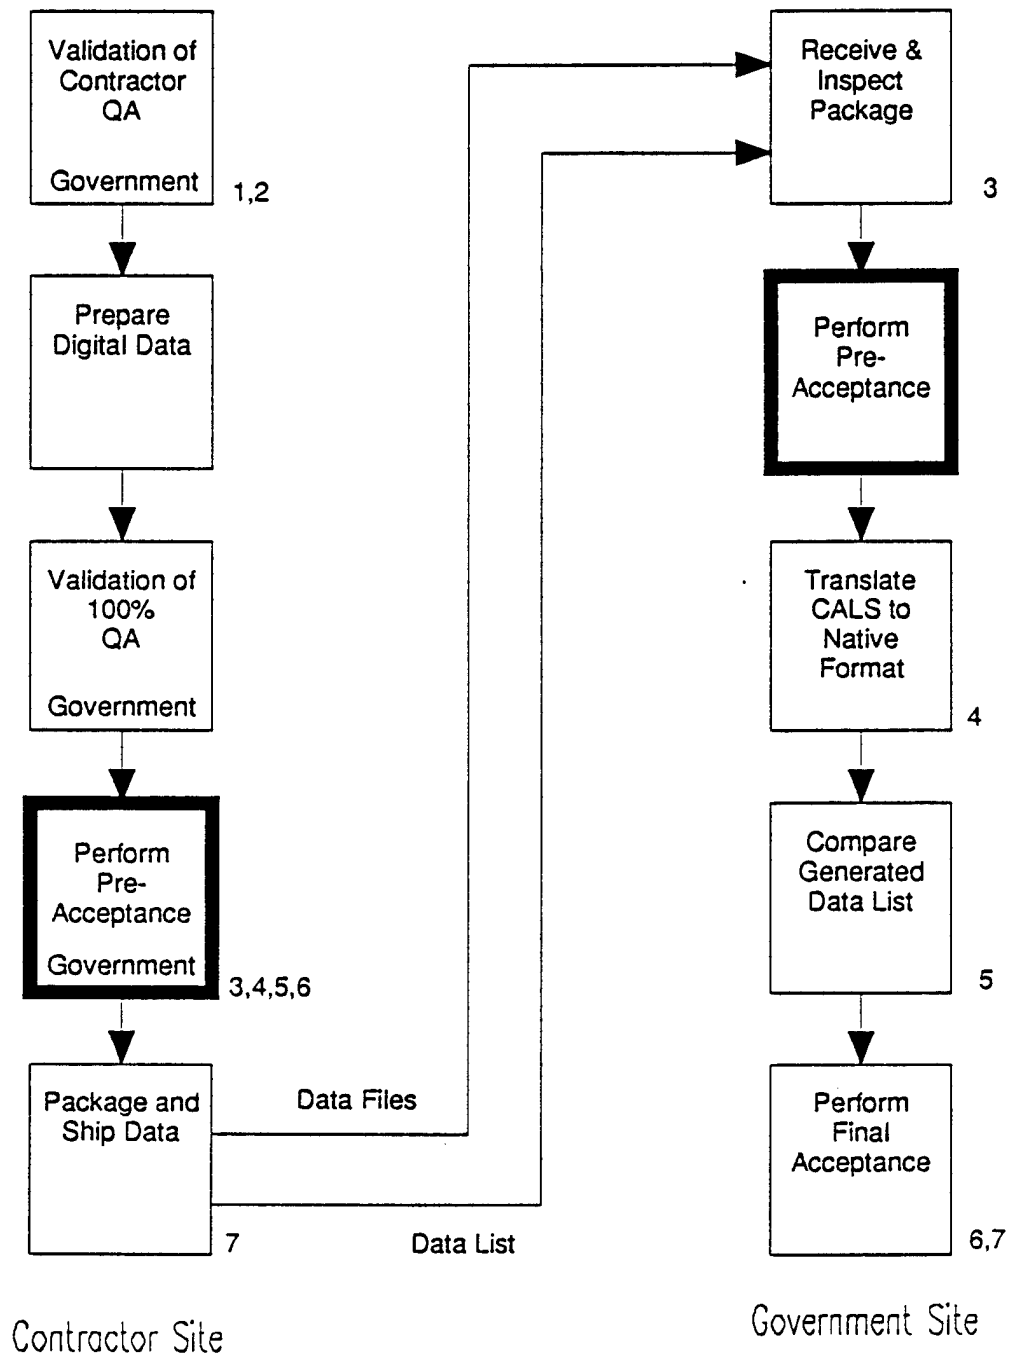 Validation of
Contractor
QA
Government
1,2
Prepare
Digital Data
Validation of
100%
QA
Government
Perform
Pre-
Acceptance
Government
3,4,5,6
Package and
Ship Data
7
Data Files
Data List
Contractor Site
Receive &
Inspect
Package
3
Perform
Pre-
Acceptance
Translate
CALS to
Native
Format
4
Compare
Generated
Data List
5
Perform
Final
Acceptance
6,7
Government Site